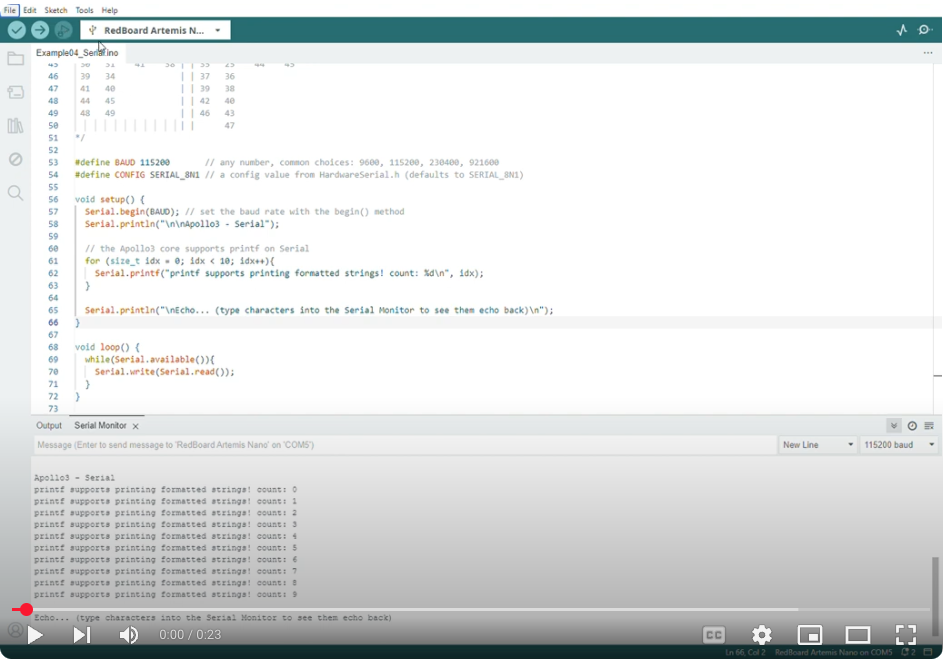 File Edit Sketch Tools Help
RedBoard Artemis N...
Example04_Serial.ino
46 39 34 | | 37 36
47 41 40 | | 39 38
48 44 45 | | 42 40
49 48 49 | | 46 43
50 | | | | | | | | | | | 47
51 */
52
53 #define BAUD 115200 // any number, common choices: 9600, 115200, 230400, 921600
54 #define CONFIG SERIAL_8N1 // a config value from HardwareSerial.h (defaults to SERIAL_8N1)
55
56 void setup() {
57 Serial.begin(BAUD); // set the baud rate with the begin() method
58 Serial.println("\n\nApollo3 - Serial");
59
60 // the Apollo3 core supports printf on Serial
61 for (size_t idx = 0; idx < 10; idx++){
62 Serial.printf("printf supports printing formatted strings! count: %d\n", idx);
63 }
64
65 Serial.println("\nEcho... (type characters into the Serial Monitor to see them echo back)\n");
66 }
67
68 void loop() {
69 while(Serial.available()){
70 Serial.write(Serial.read());
71 }
72 }
73
Output Serial Monitor ×
Message (Enter to send message to 'RedBoard Artemis Nano' on 'COM5')
New Line 115200 baud
Apollo3 - Serial
printf supports printing formatted strings! count: 0
printf supports printing formatted strings! count: 1
printf supports printing formatted strings! count: 2
printf supports printing formatted strings! count: 3
printf supports printing formatted strings! count: 4
printf supports printing formatted strings! count: 5
printf supports printing formatted strings! count: 6
printf supports printing formatted strings! count: 7
printf supports printing formatted strings! count: 8
printf supports printing formatted strings! count: 9
Echo... (type characters into the Serial Monitor to see them echo back)
0:00 / 0:23
CC
Ln 66, Col 2 RedBoard Artemis Nano on COM5 2